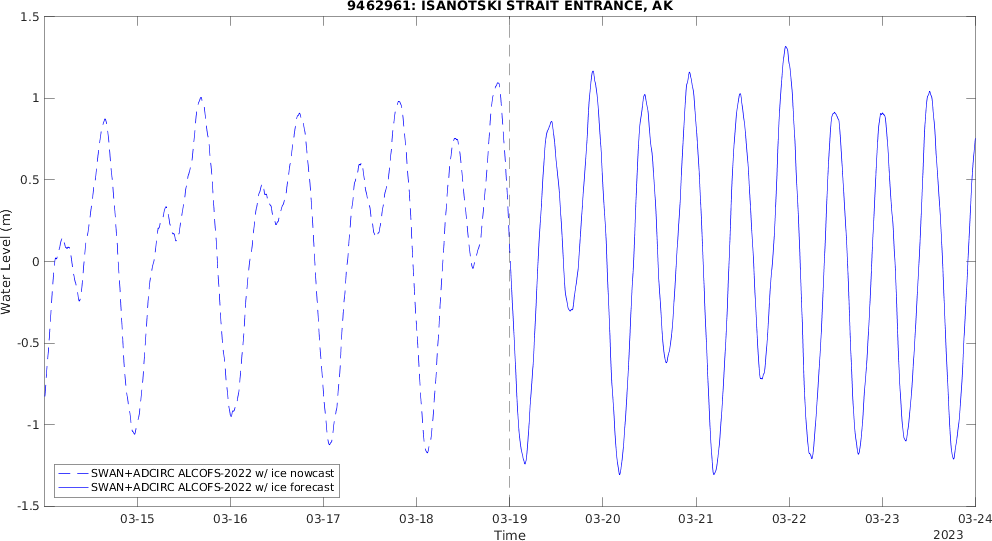 9462961: ISANOTSKI STRAIT ENTRANCE, AK
1.5
1
0.5
0
-0.5
-1
-1.5
Water Level (m)
SWAN+ADCIRC ALCOFS-2022 w/ ice nowcast
SWAN+ADCIRC ALCOFS-2022 w/ ice forecast
03-15 03-16 03-17 03-18 03-19 03-20 03-21 03-22 03-23 03-24
Time
2023